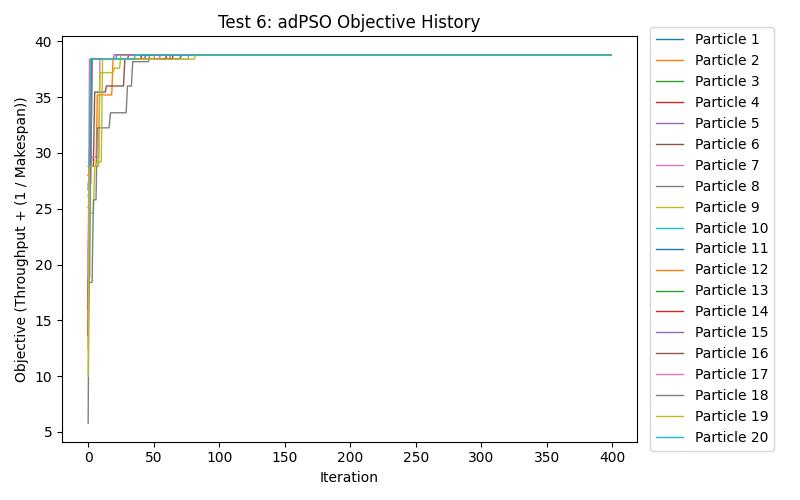 Test 6: adPSO Objective History
Objective (Throughput + (1 / Makespan))
40
35
30
25
20
15
10
5
0
50
100
150
200
250
300
350
400
Iteration
Particle 1
Particle 2
Particle 3
Particle 4
Particle 5
Particle 6
Particle 7
Particle 8
Particle 9
Particle 10
Particle 11
Particle 12
Particle 13
Particle 14
Particle 15
Particle 16
Particle 17
Particle 18
Particle 19
Particle 20